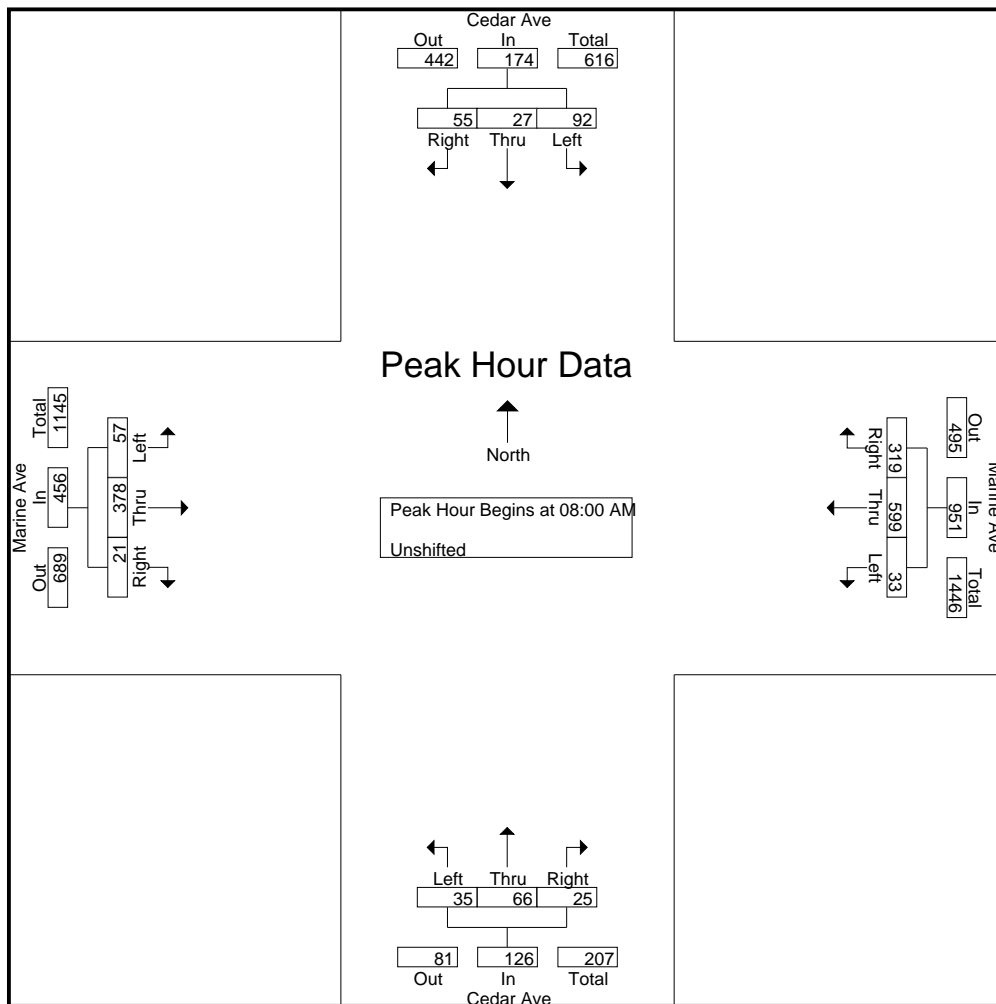 Cedar Ave
Out In Total
442 174 616
55 27 92
Right Thru Left
Peak Hour Data
North
Peak Hour Begins at 08:00 AM
Unshifted
Marine Ave
Out In Total
689 456 1145
21 378 57
Right Thru Left
Marine Ave
Out In Total
495 951 1446
319 599 33
Right Thru Left
Left Thru Right
35 66 25
81 126 207
Out In Total
Cedar Ave